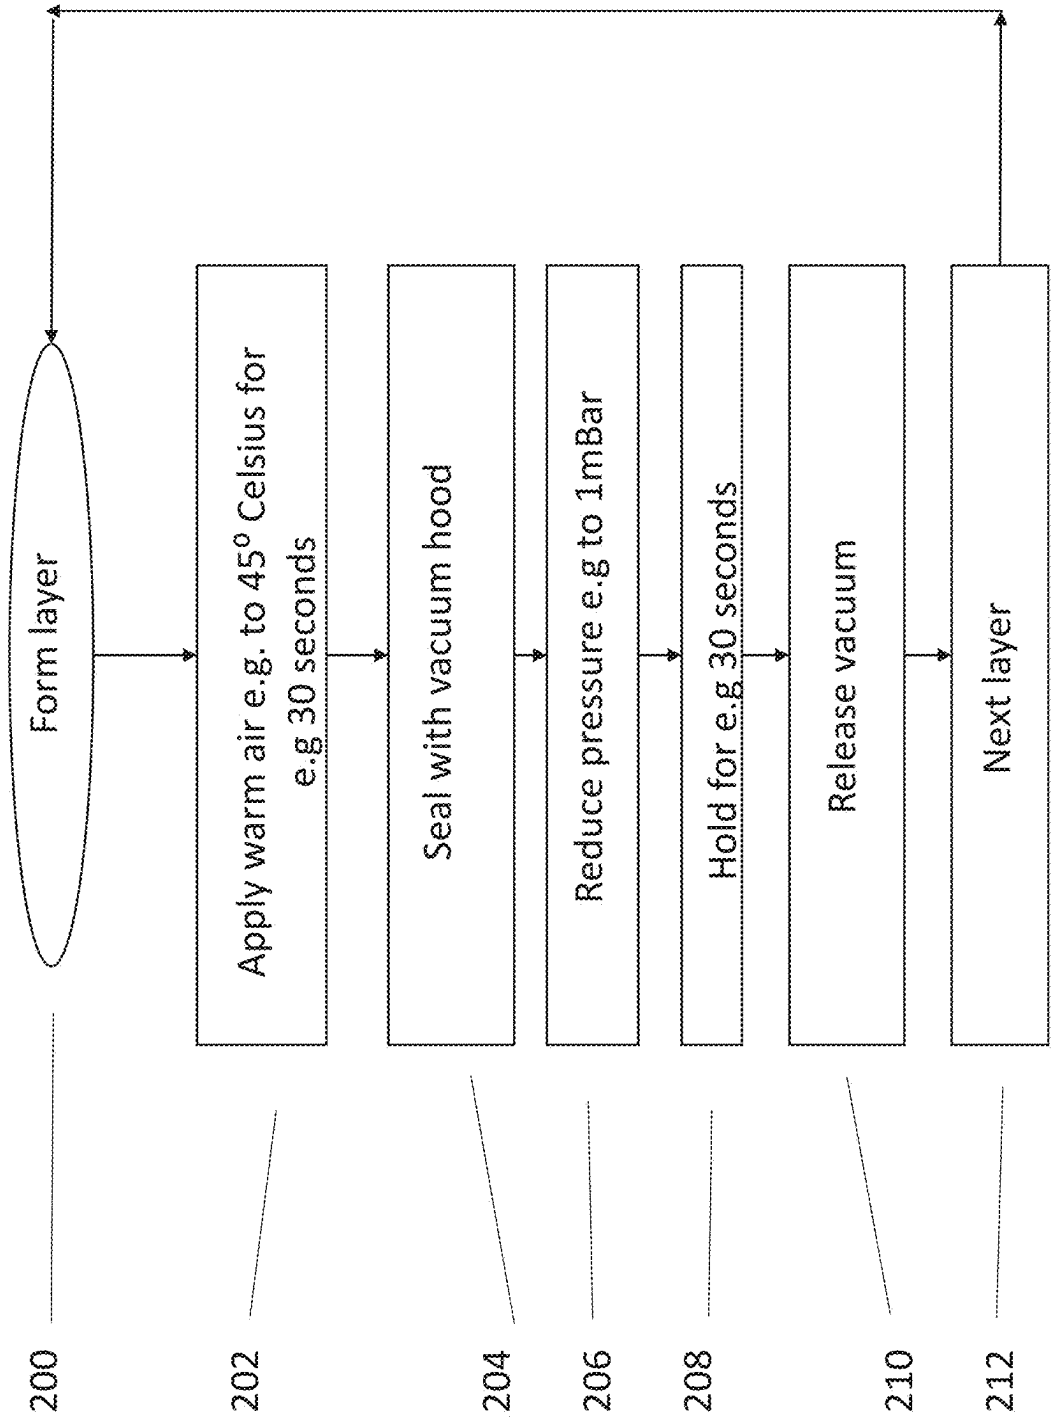 200
Form layer
202
Apply warm air e.g. to 45⁰ Celsius for
e.g 30 seconds
204
Seal with vacuum hood
206
Reduce pressure e.g to 1mBar
208
Hold for e.g 30 seconds
210
Release vacuum
212
Next layer